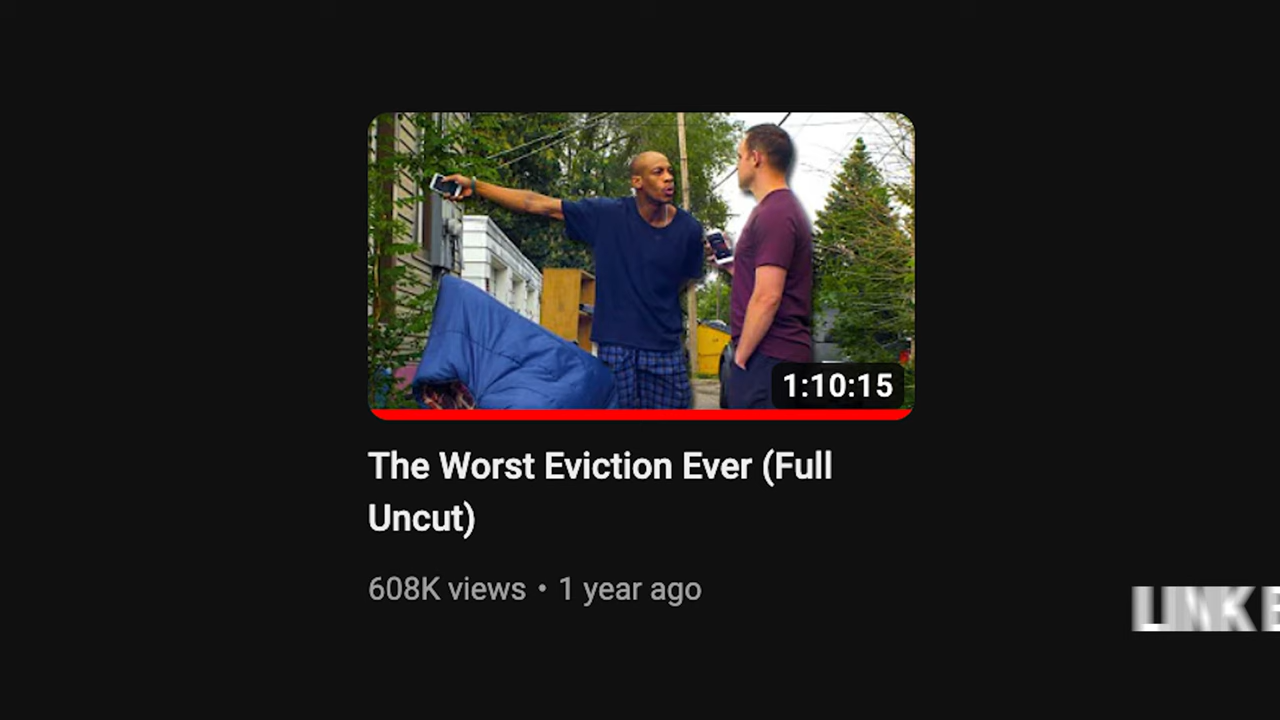 1:10:15
The Worst Eviction Ever (Full
Uncut)
608K views • 1 year ago